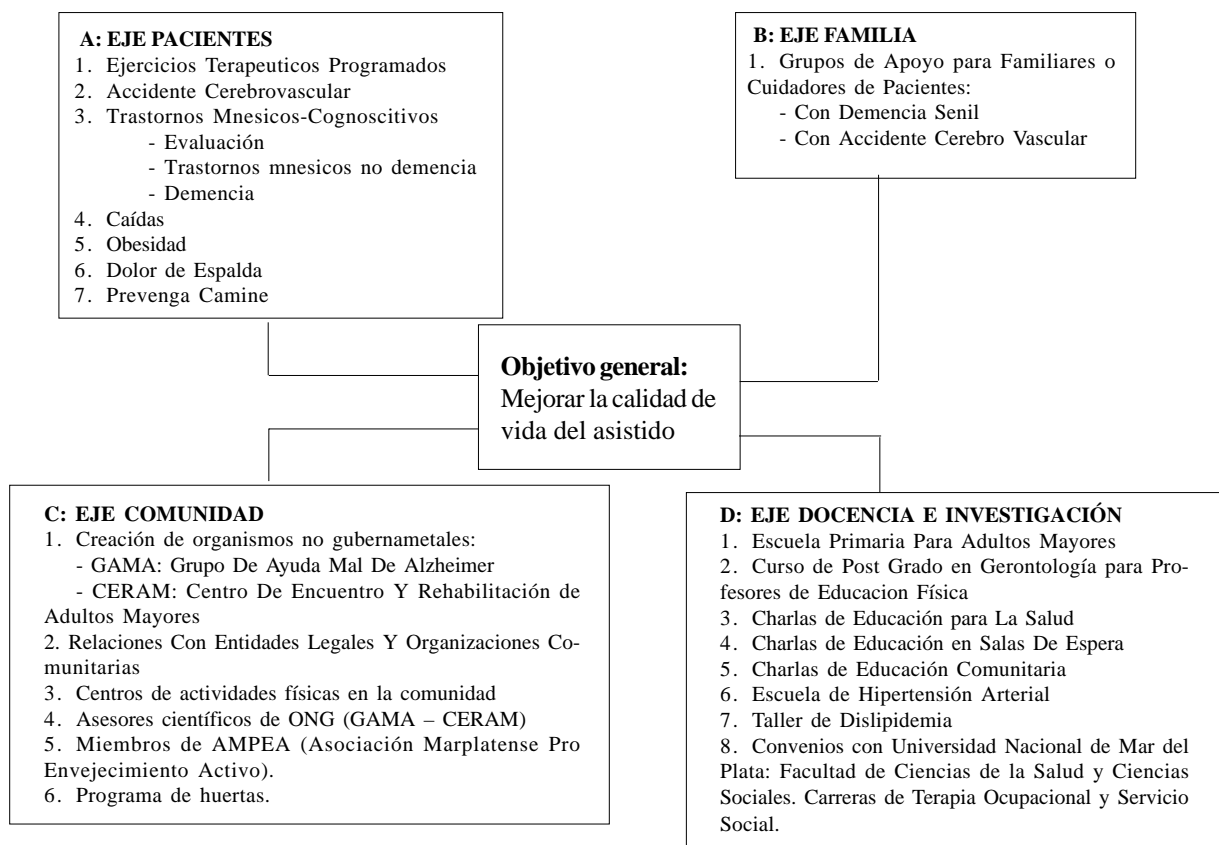 A: EJE PACIENTES
1. Ejercicios Terapeuticos Programados
2. Accidente Cerebrovascular
3. Trastornos Mnesicos-Cognoscitivos
- Evaluación
- Trastornos mnesicos no demencia
- Demencia
4. Caídas
5. Obesidad
6. Dolor de Espalda
7. Prevenga Camine
B: EJE FAMILIA
1. Grupos de Apoyo para Familiares o
Cuidadores de Pacientes:
- Con Demencia Senil
- Con Accidente Cerebro Vascular
Objetivo general:
Mejorar la calidad de
vida del asistido
C: EJE COMUNIDAD
1. Creación de organismos no gubernametales:
- GAMA: Grupo De Ayuda Mal De Alzheimer
- CERAM: Centro De Encuentro Y Rehabilitación de
Adultos Mayores
2. Relaciones Con Entidades Legales Y Organizaciones Co-
munitarias
3. Centros de actividades físicas en la comunidad
4. Asesores científicos de ONG (GAMA – CERAM)
5. Miembros de AMPEA (Asociación Marplatense Pro
Envejecimiento Activo).
6. Programa de huertas.
D: EJE DOCENCIA E INVESTIGACIÓN
1. Escuela Primaria Para Adultos Mayores
2. Curso de Post Grado en Gerontología para Pro-
fesores de Educacion Física
3. Charlas de Educación para La Salud
4. Charlas de Educación en Salas De Espera
5. Charlas de Educación Comunitaria
6. Escuela de Hipertensión Arterial
7. Taller de Dislipidemia
8. Convenios con Universidad Nacional de Mar del
Plata: Facultad de Ciencias de la Salud y Ciencias
Sociales. Carreras de Terapia Ocupacional y Servicio
Social.